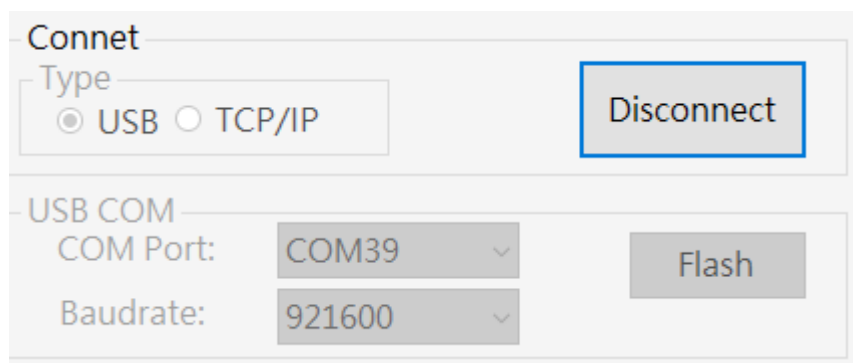 Connet
Type
USB TCP/IP
Disconnect
USB COM
COM Port: COM39
Flash
Baudrate: 921600